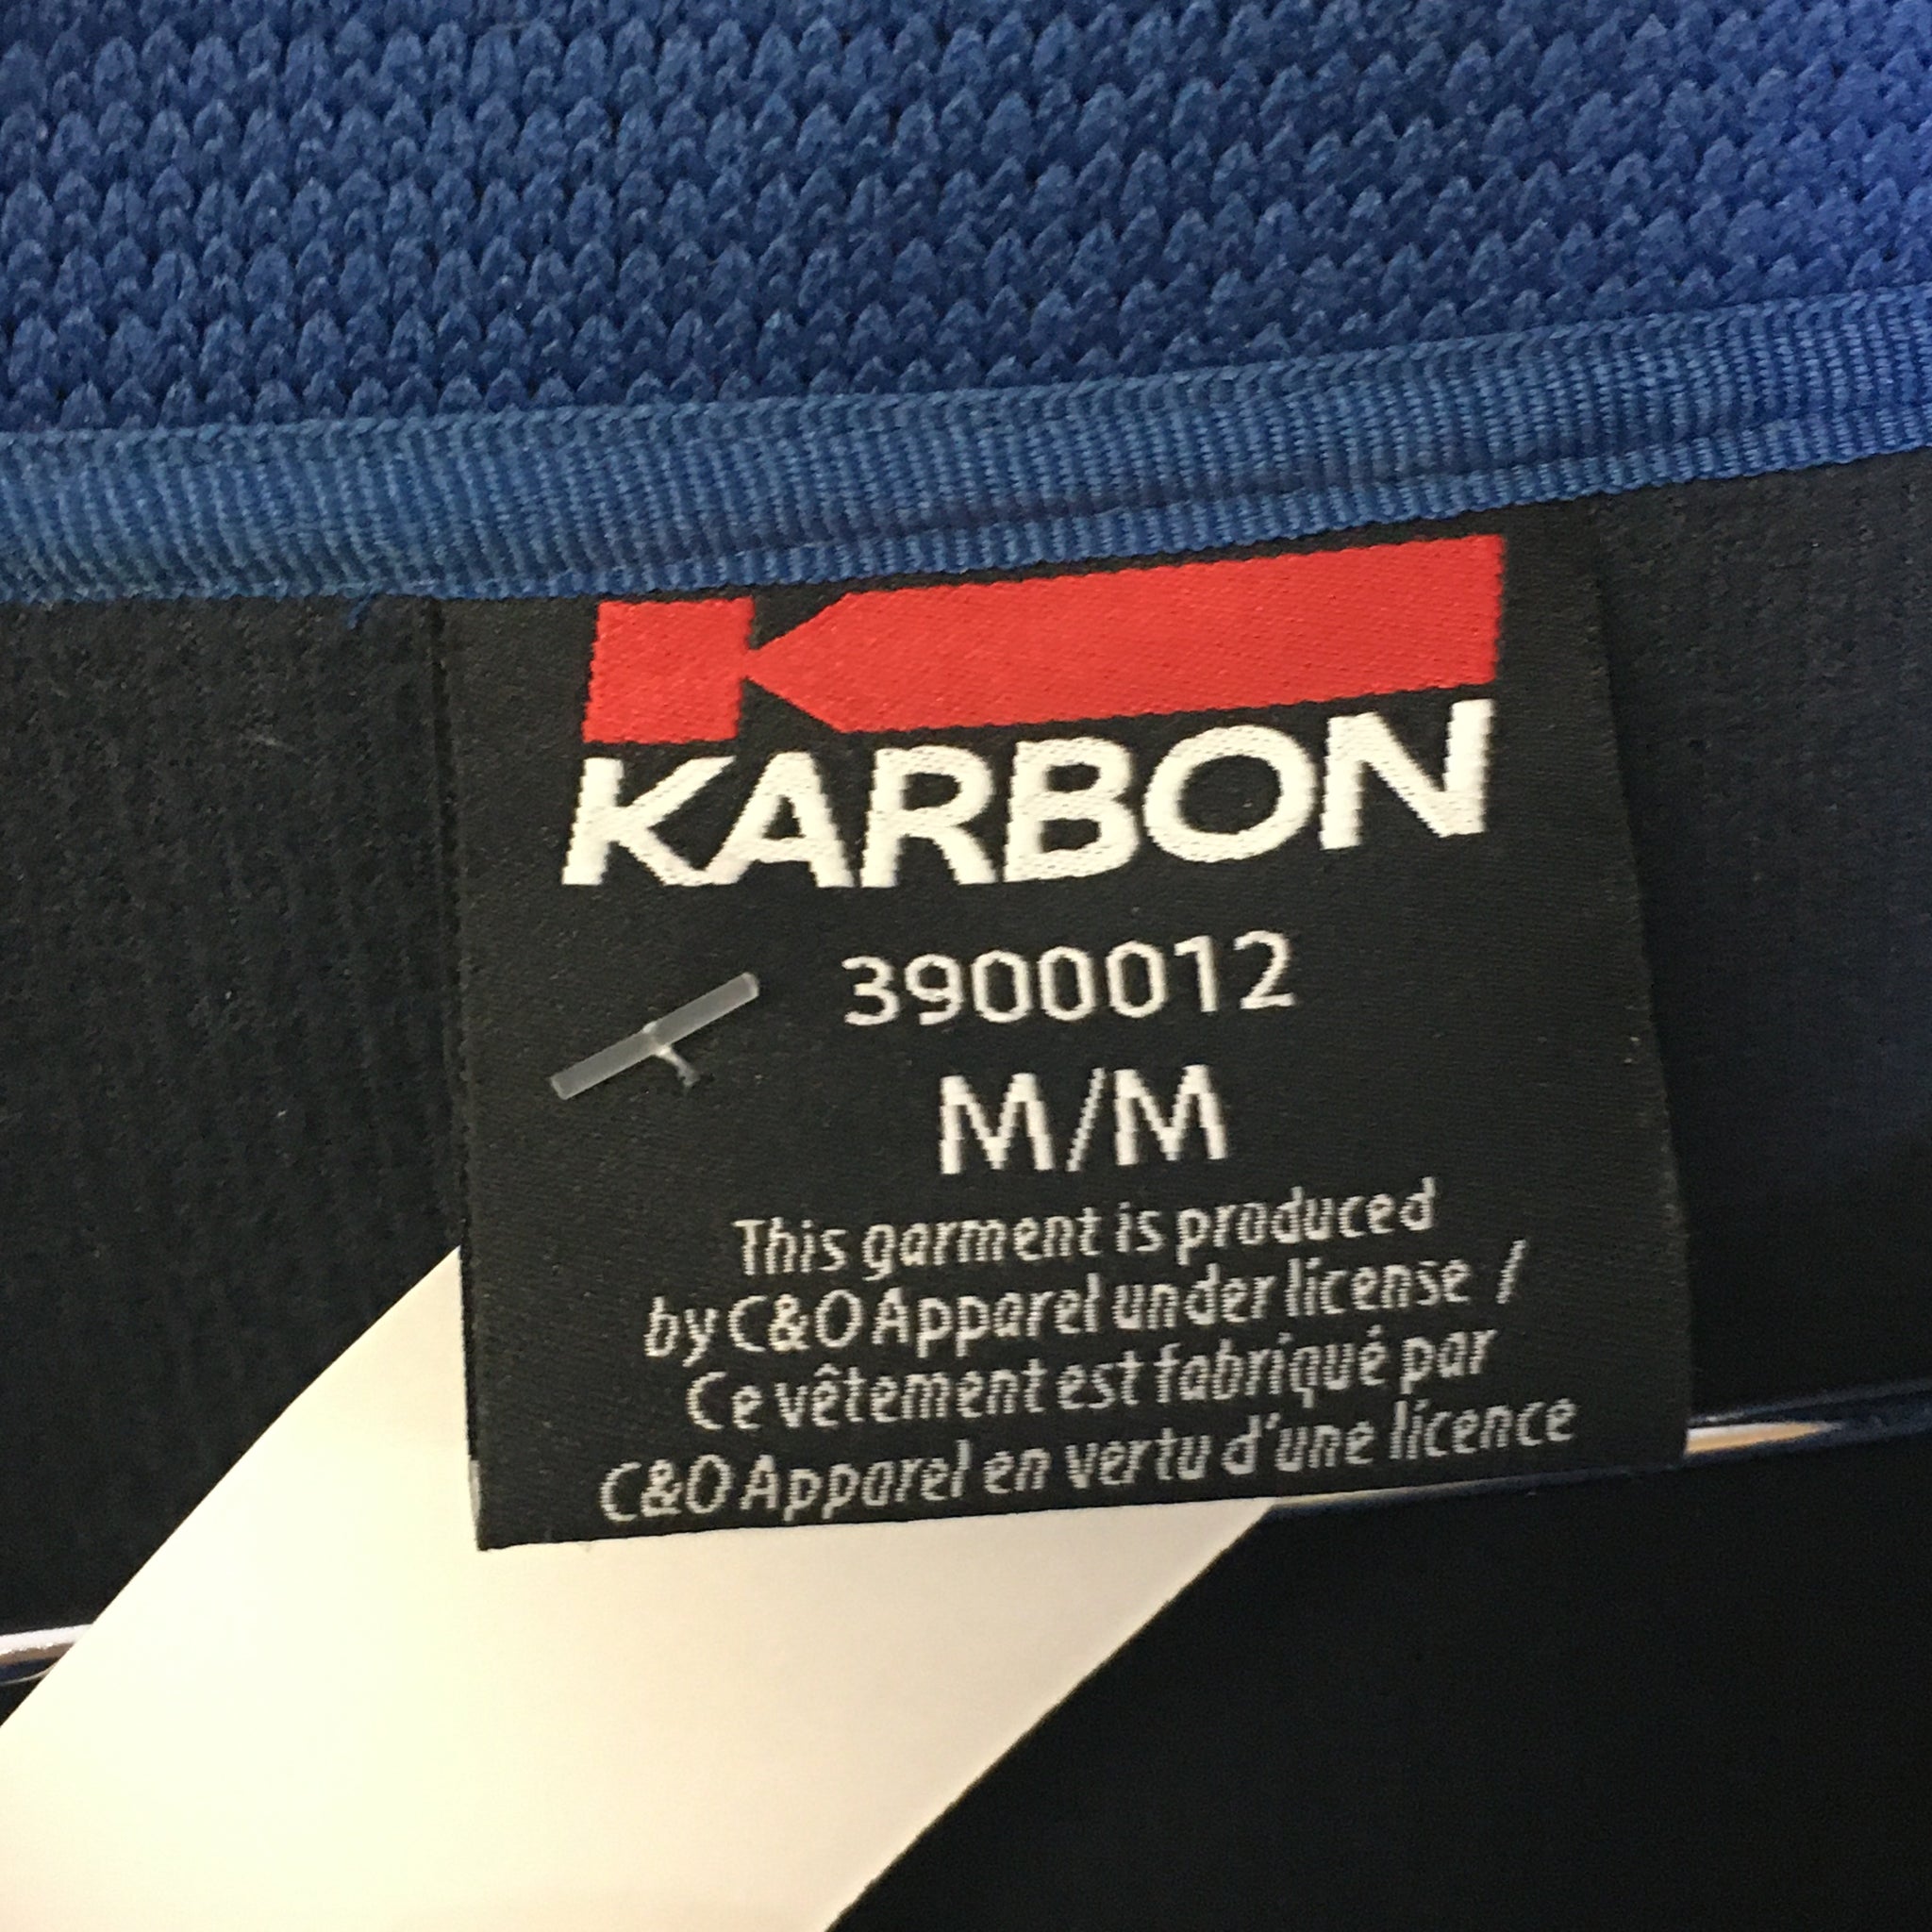 KARBON
3900012
M/M
This garment is produced
by C&O Apparel under license /
Ce vêtement est fabriqué par
C&O Apparel en vertu d'une licence